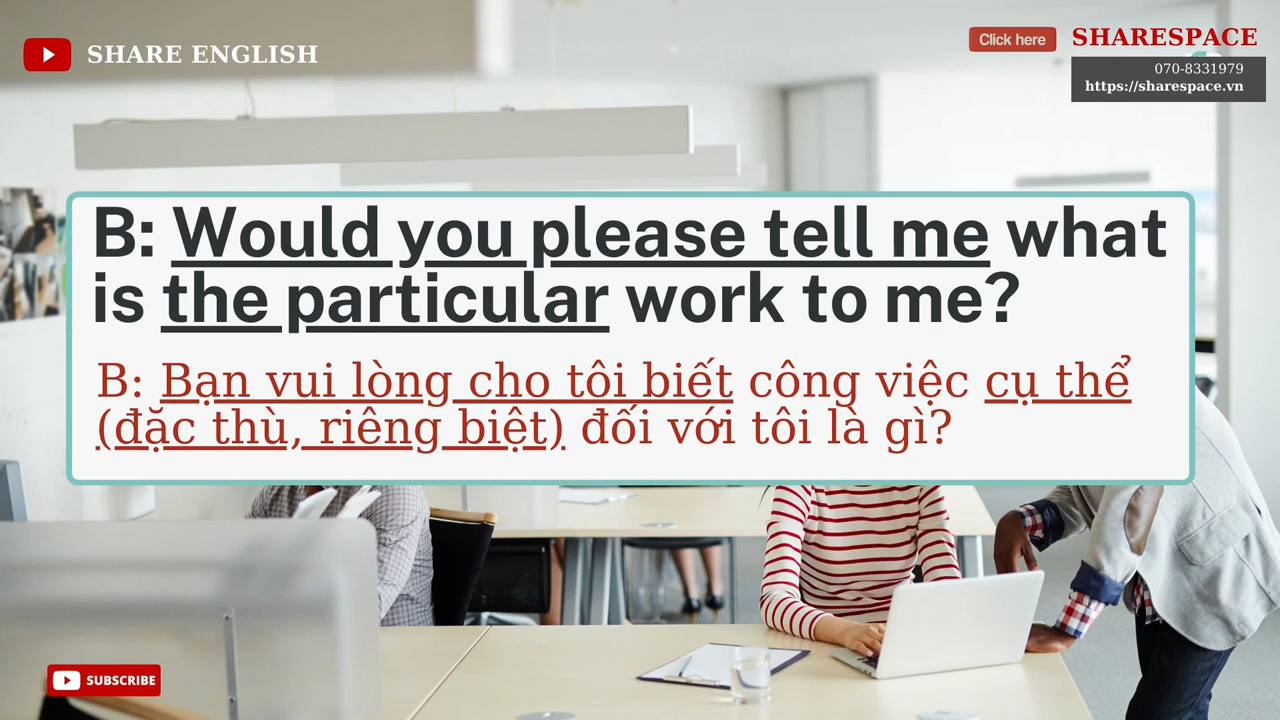 SHARE ENGLISH
Click here
SHARESPACE
070-8331979
https://sharespace.vn
B: Would you please tell me what
is the particular work to me?
B: Bạn vui lòng cho tôi biết công việc cụ thể
(đặc thù, riêng biệt) đối với tôi là gì?
SUBSCRIBE